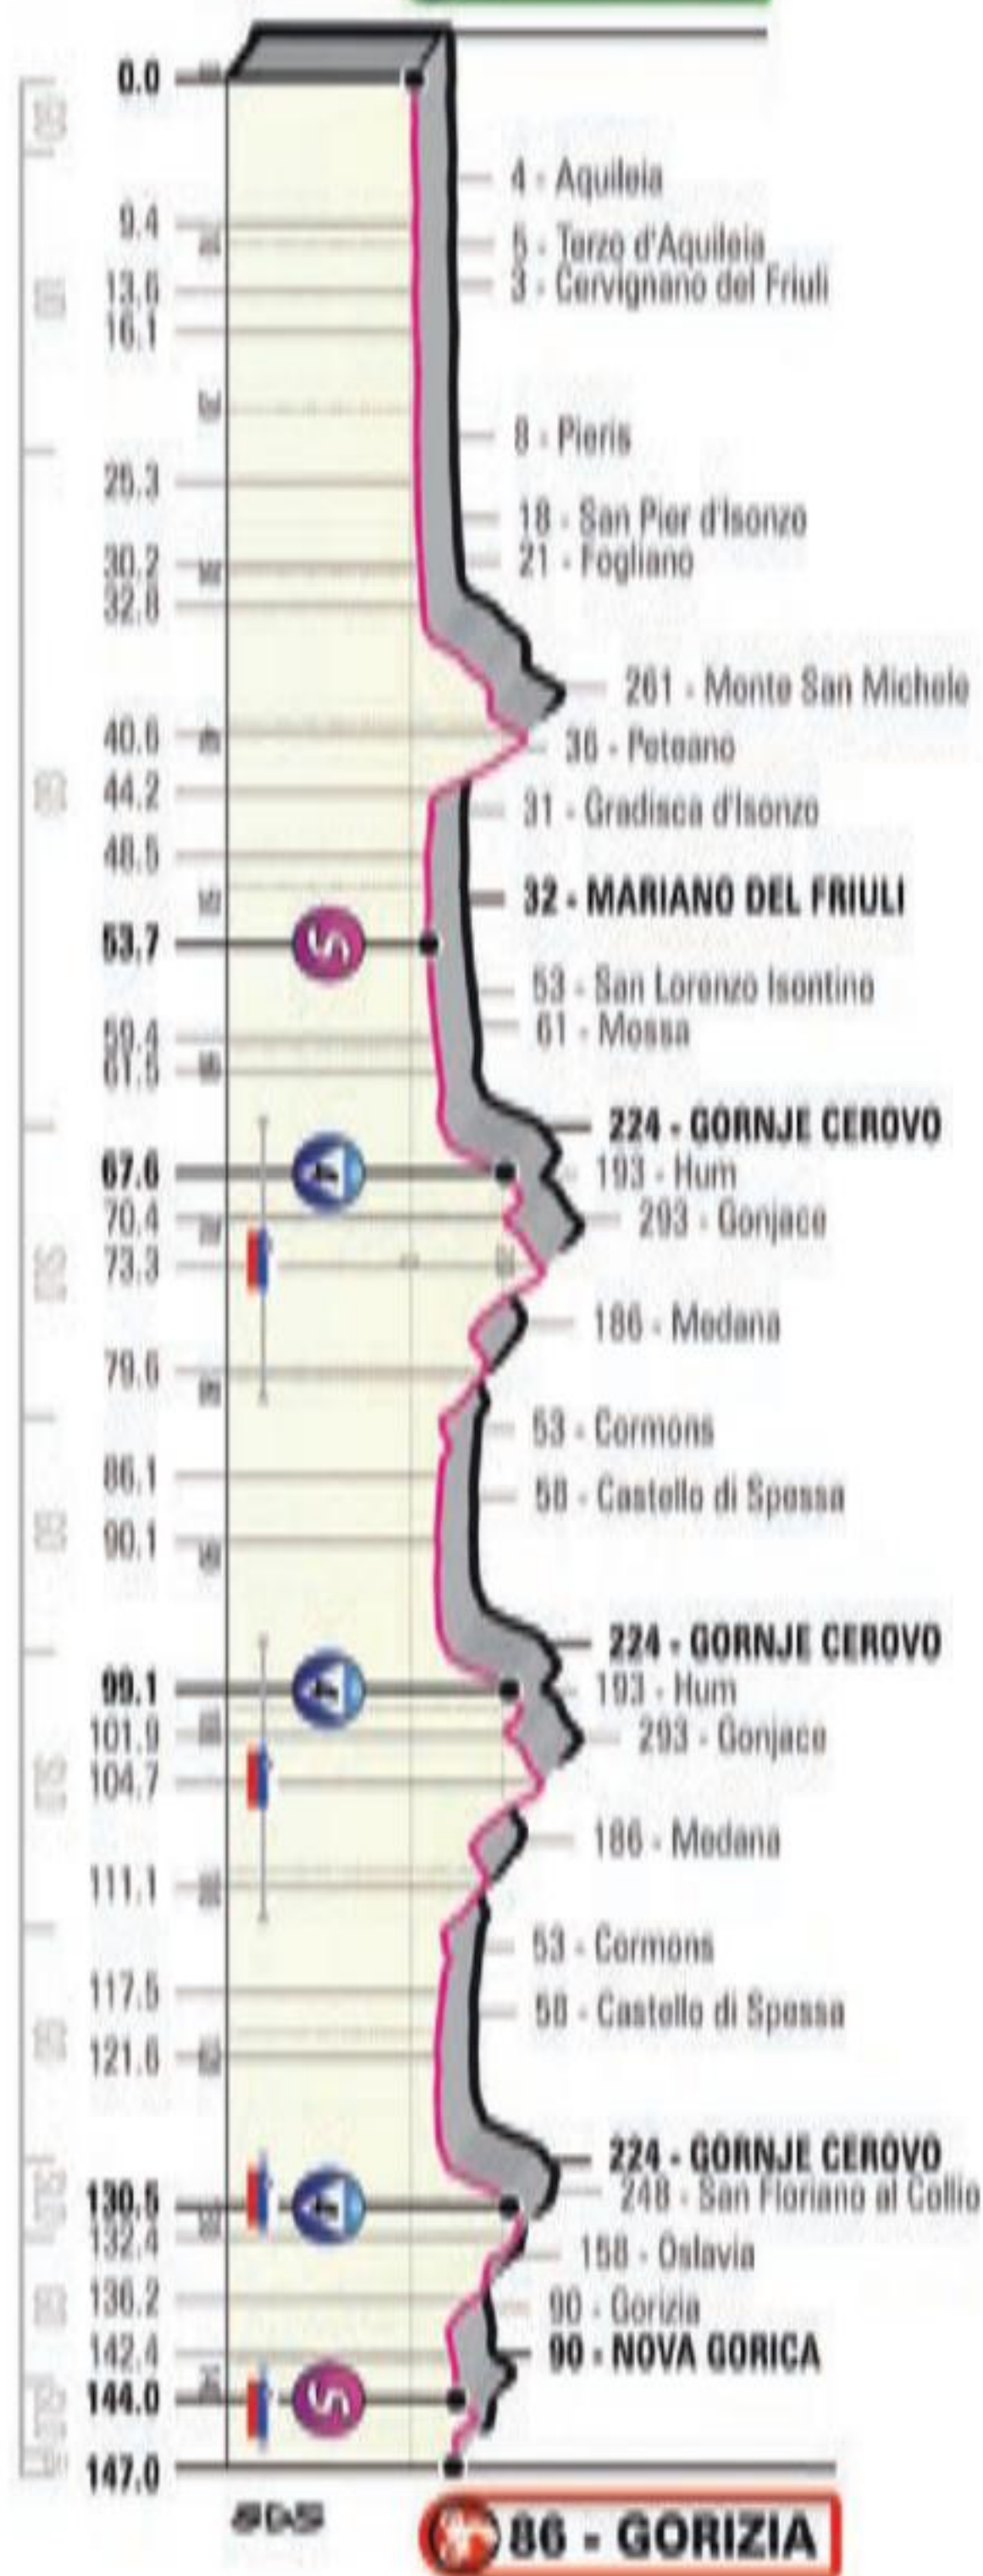 0.0
4 - Aquileia
9.4
5 - Terzo d'Aquileia
13.6
3 - Cervignano del Friuli
16.1
8 - Pieris
25.3
18 - San Pier d'Isonzo
30.2
21 - Fogliano
32.8
261 - Monte San Michele
40.6
36 - Peteano
44.2
31 - Gradisca d'Isonzo
48.5
32 - MARIANO DEL FRIULI
53.7
53 - San Lorenzo Isontino
59.4
61 - Mossa
61.5
224 - GORNJE CEROVO
67.6
193 - Hum
70.4
293 - Gonjace
73.3
186 - Medana
79.6
53 - Cormons
86.1
58 - Castello di Spessa
90.1
224 - GORNJE CEROVO
99.1
193 - Hum
101.9
293 - Gonjace
104.7
186 - Medana
111.1
53 - Cormons
117.5
58 - Castello di Spessa
121.6
224 - GORNJE CEROVO
130.5
248 - San Floriano al Collio
132.4
158 - Oslavia
136.2
90 - Gorizia
142.4
90 - NOVA GORICA
144.0
147.0
SDS
86 - GORIZIA